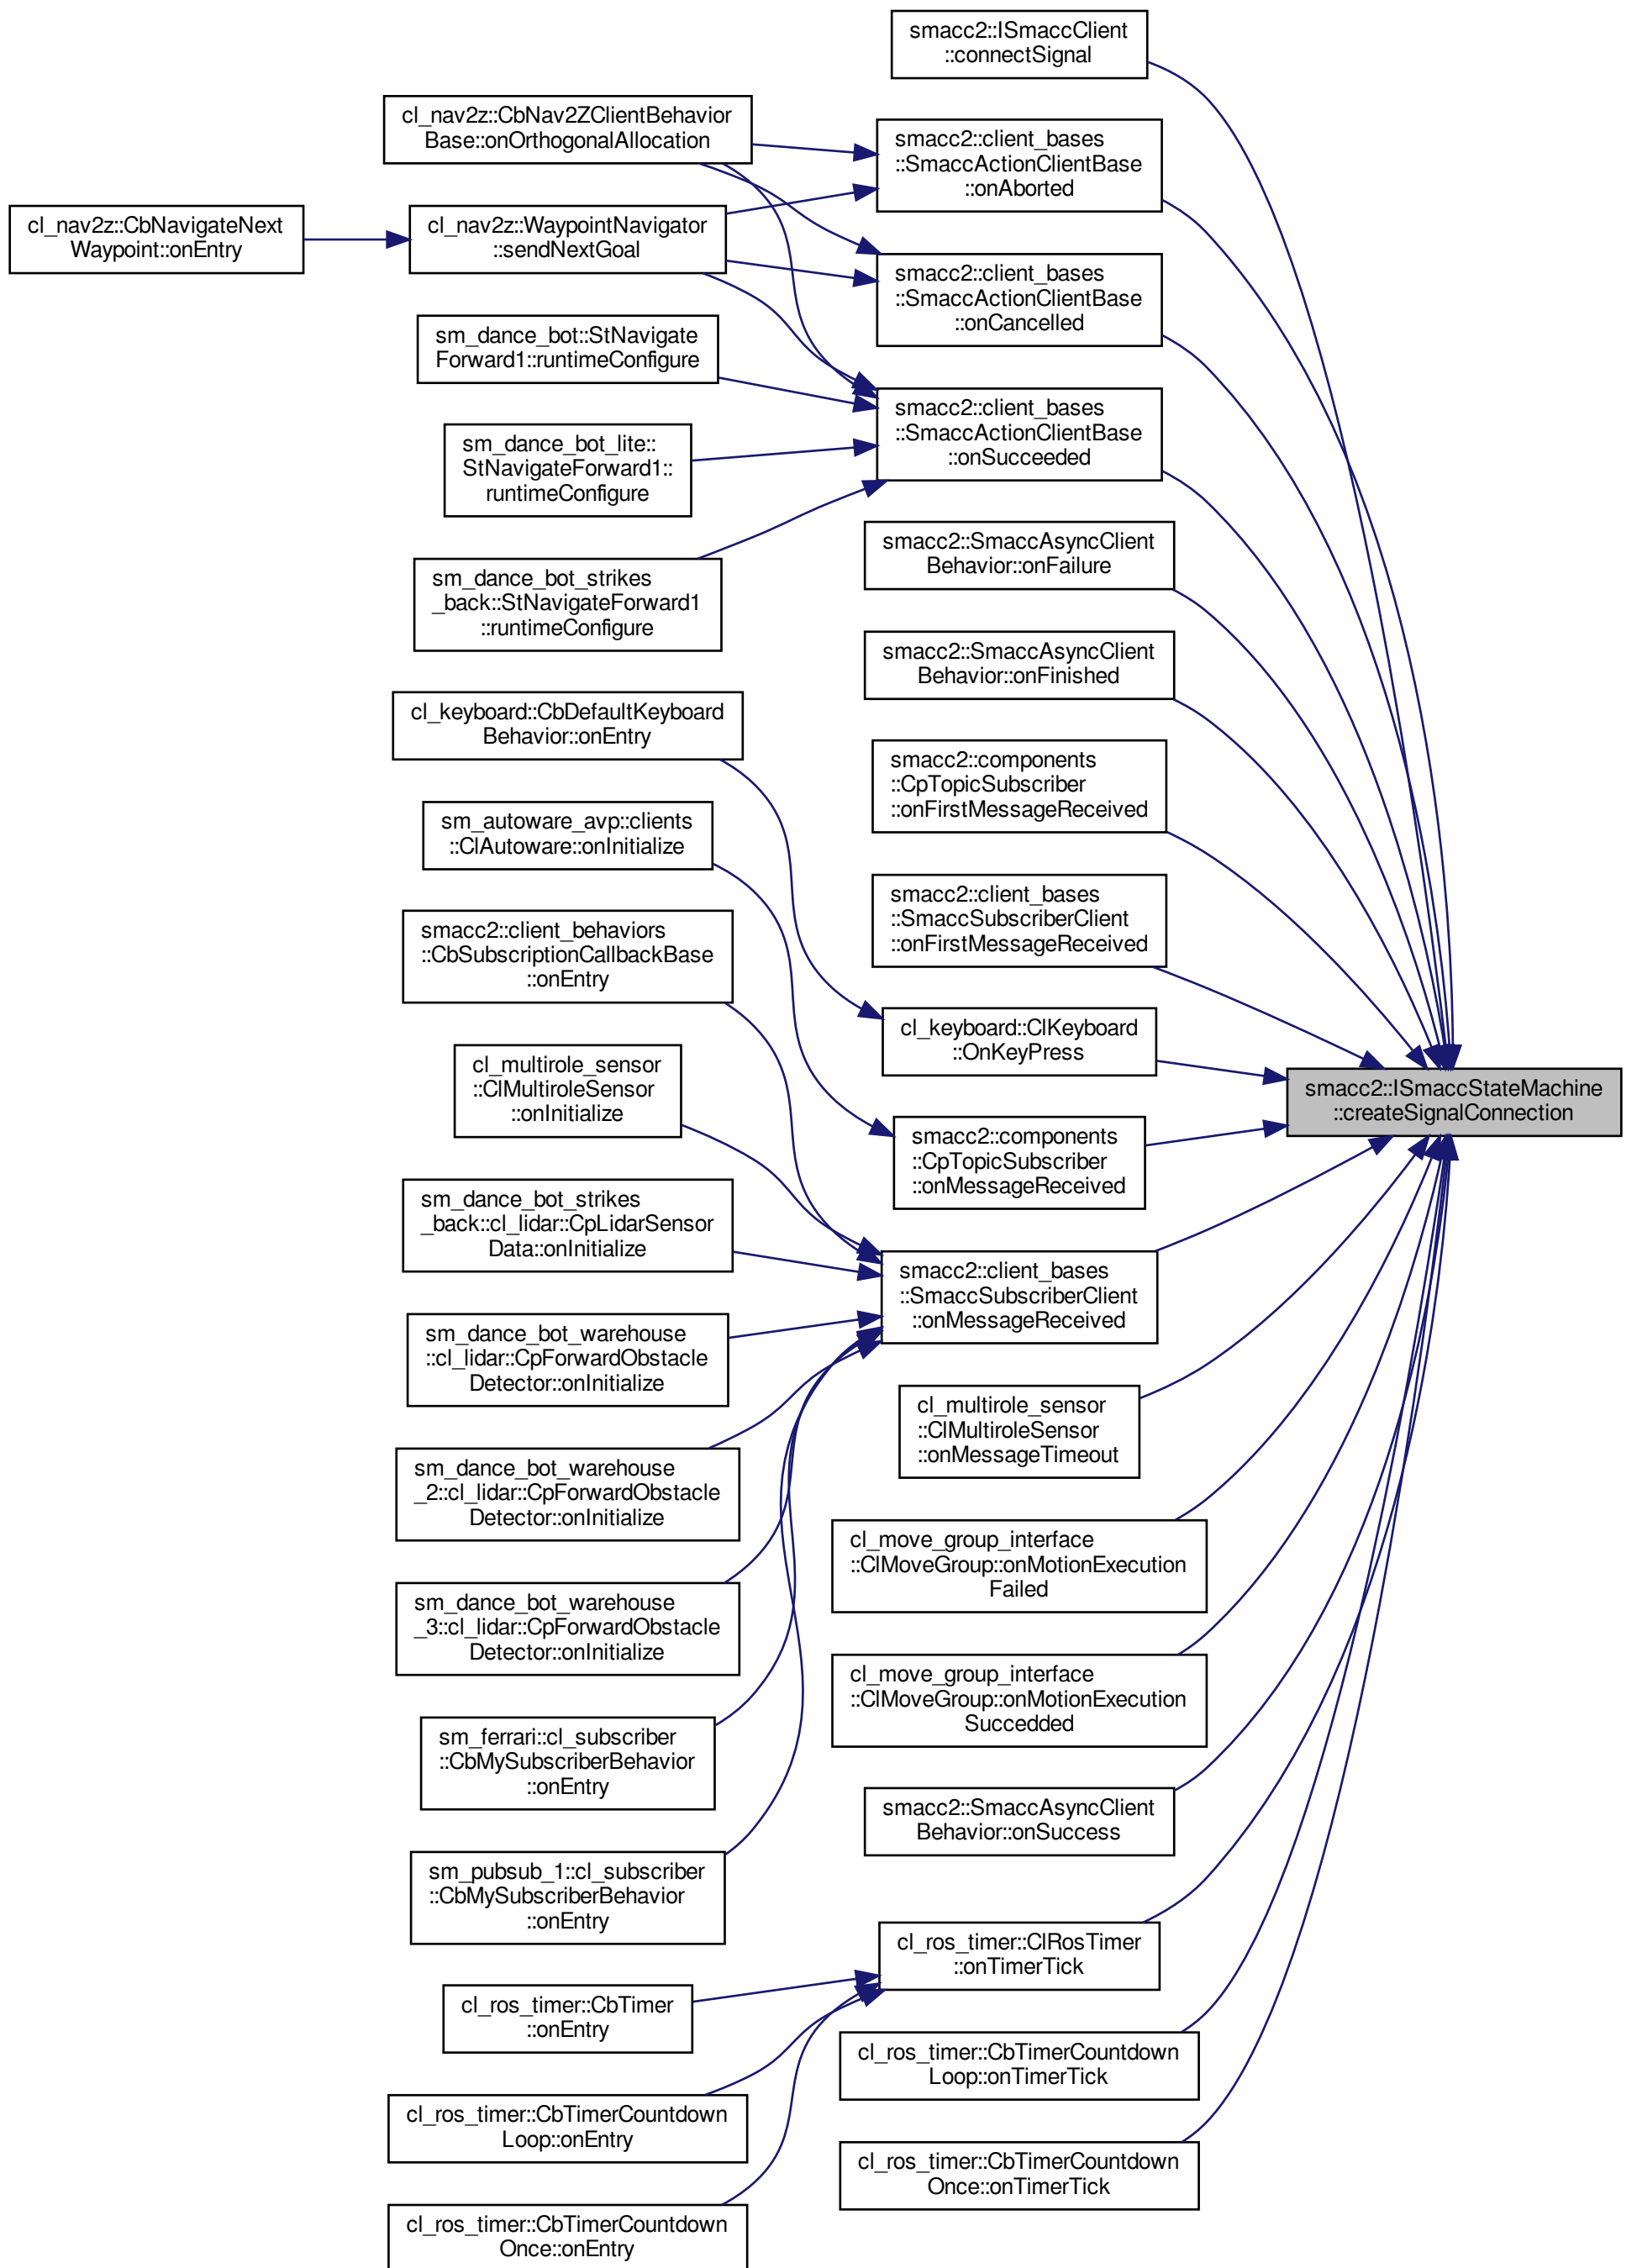 smacc2::ISmaccClient
::connectSignal
cl_nav2z::CbNav2ZClientBehavior
Base::onOrthogonalAllocation
smacc2::client_bases
::SmaccActionClientBase
::onAborted
cl_nav2z::CbNavigateNext
Waypoint::onEntry
cl_nav2z::WaypointNavigator
::sendNextGoal
smacc2::client_bases
::SmaccActionClientBase
::onCancelled
sm_dance_bot::StNavigate
Forward1::runtimeConfigure
smacc2::client_bases
::SmaccActionClientBase
::onSucceeded
sm_dance_bot_lite::
StNavigateForward1::
runtimeConfigure
smacc2::SmaccAsyncClient
Behavior::onFailure
sm_dance_bot_strikes
_back::StNavigateForward1
::runtimeConfigure
smacc2::SmaccAsyncClient
Behavior::onFinished
cl_keyboard::CbDefaultKeyboard
Behavior::onEntry
smacc2::components
::CpTopicSubscriber
::onFirstMessageReceived
sm_autoware_avp::clients
::ClAutoware::onInitialize
smacc2::client_bases
::SmaccSubscriberClient
::onFirstMessageReceived
smacc2::client_behaviors
::CbSubscriptionCallbackBase
::onEntry
cl_keyboard::ClKeyboard
::OnKeyPress
smacc2::ISmaccStateMachine
::createSignalConnection
cl_multirole_sensor
::ClMultiroleSensor
::onInitialize
smacc2::components
::CpTopicSubscriber
::onMessageReceived
sm_dance_bot_strikes
_back::cl_lidar::CpLidarSensor
Data::onInitialize
smacc2::client_bases
::SmaccSubscriberClient
::onMessageReceived
sm_dance_bot_warehouse
::cl_lidar::CpForwardObstacle
Detector::onInitialize
cl_multirole_sensor
::ClMultiroleSensor
::onMessageTimeout
sm_dance_bot_warehouse
_2::cl_lidar::CpForwardObstacle
Detector::onInitialize
cl_move_group_interface
::ClMoveGroup::onMotionExecution
Failed
sm_dance_bot_warehouse
_3::cl_lidar::CpForwardObstacle
Detector::onInitialize
cl_move_group_interface
::ClMoveGroup::onMotionExecution
Succedded
sm_ferrari::cl_subscriber
::CbMySubscriberBehavior
::onEntry
smacc2::SmaccAsyncClient
Behavior::onSuccess
sm_pubsub_1::cl_subscriber
::CbMySubscriberBehavior
::onEntry
cl_ros_timer::ClRosTimer
::onTimerTick
cl_ros_timer::CbTimer
::onEntry
cl_ros_timer::CbTimerCountdown
Loop::onTimerTick
cl_ros_timer::CbTimerCountdown
Loop::onEntry
cl_ros_timer::CbTimerCountdown
Once::onTimerTick
cl_ros_timer::CbTimerCountdown
Once::onEntry